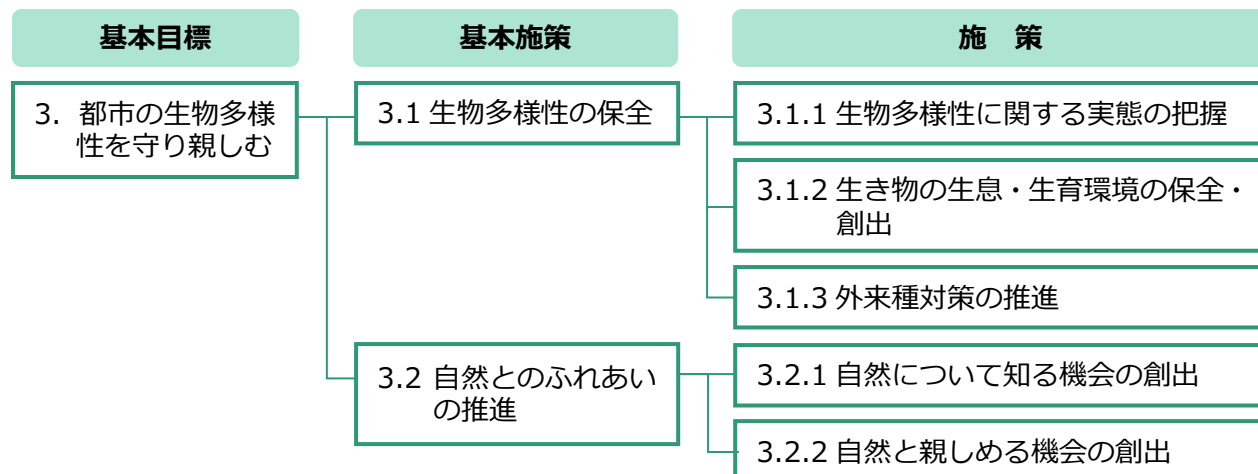 基本目標
基本施策
施　策
3. 都市の生物多様
性を守り親しむ
3.1 生物多様性の保全
3.1.1 生物多様性に関する実態の把握
3.1.2 生き物の生息・生育環境の保全・
創出
3.1.3 外来種対策の推進
3.2 自然とのふれあい
の推進
3.2.1 自然について知る機会の創出
3.2.2 自然と親しめる機会の創出